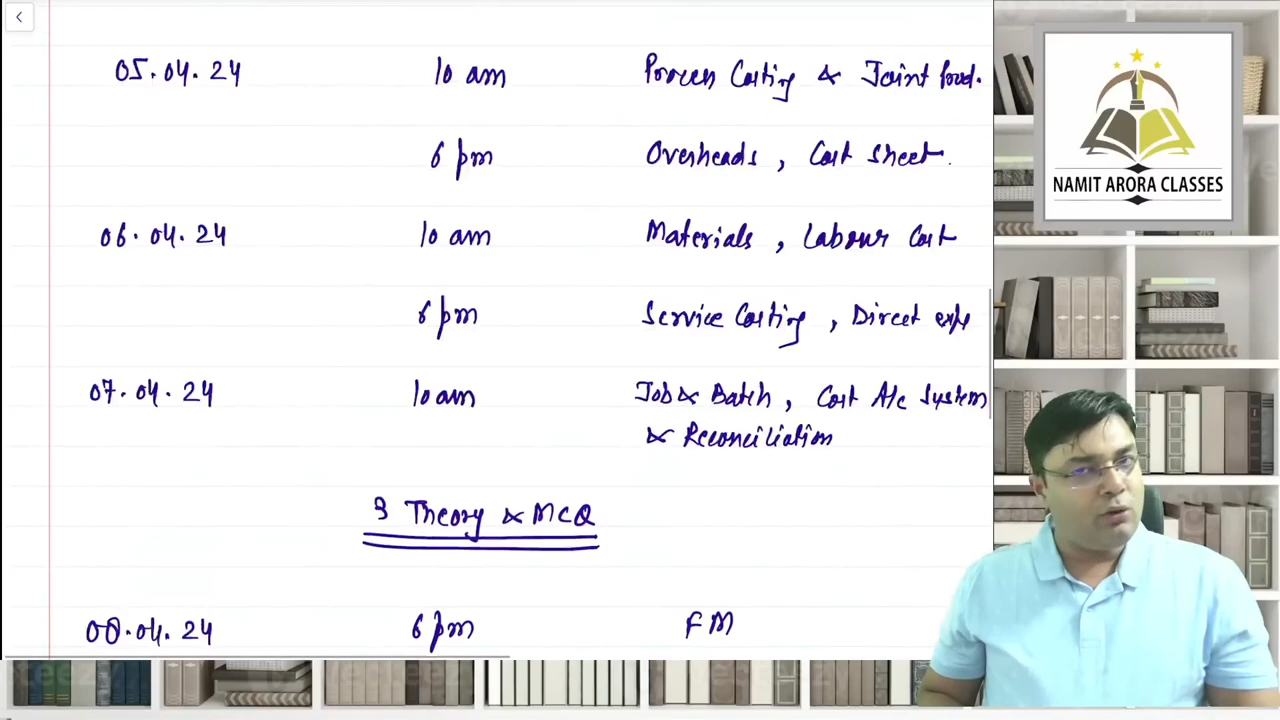 05.04.24 10 am Process Costing & Joint Prod.
6 pm Overheads, Cost Sheet.
06.04.24 10 am Materials, Labour Cost
6 pm Service Costing, Direct exp
07.04.24 10 am Job & Batch, Cost A/c System
& Reconciliation
Theory & MCQ
08.04.24 6 pm FM
NAMIT ARORA CLASSES